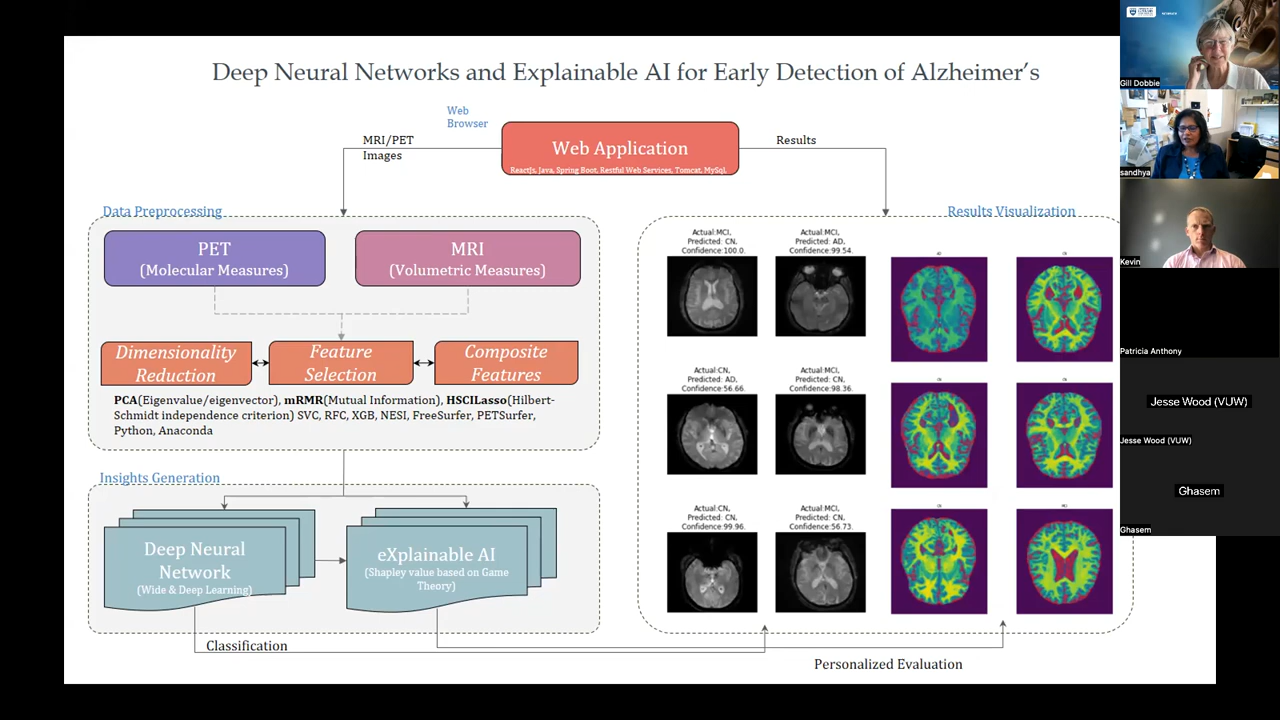 Deep Neural Networks and Explainable AI for Early Detection of Alzheimer's
Web
Browser
MRI/PET
Images
Web Application
ReactJs, Java, Spring Boot, Restful Web Services, Tomcat, MySql,
Results
Data Preprocessing
PET
(Molecular Measures)
MRI
(Volumetric Measures)
Dimensionality
Reduction
Feature
Selection
Composite
Features
PCA(Eigenvalue/eigenvector), mRMR(Mutual Information), HSCILasso(Hilbert-
Schmidt independence criterion) SVC, RFC, XGB, NESI, FreeSurfer, PETSurfer,
Python, Anaconda
Insights Generation
Deep Neural
Network
(Wide & Deep Learning)
eXplainable AI
(Shapley value based on Game
Theory)
Classification
Results Visualization
Actual:MCI,
Predicted: CN,
Confidence:100.0.
Actual:MCI,
Predicted: AD,
Confidence:99.54.
Actual:CN,
Predicted: AD,
Confidence:56.66.
Actual:MCI,
Predicted: CN,
Confidence:98.36.
Actual:CN,
Predicted: CN,
Confidence:99.96.
Actual:MCI,
Predicted: CN,
Confidence:56.73.
Personalized Evaluation
SCIENCE
Gill Dobbie
sandhya
Kevin
Patricia Anthony
Jesse Wood (VUW)
Jesse Wood (VUW)
Ghasem
Ghasem